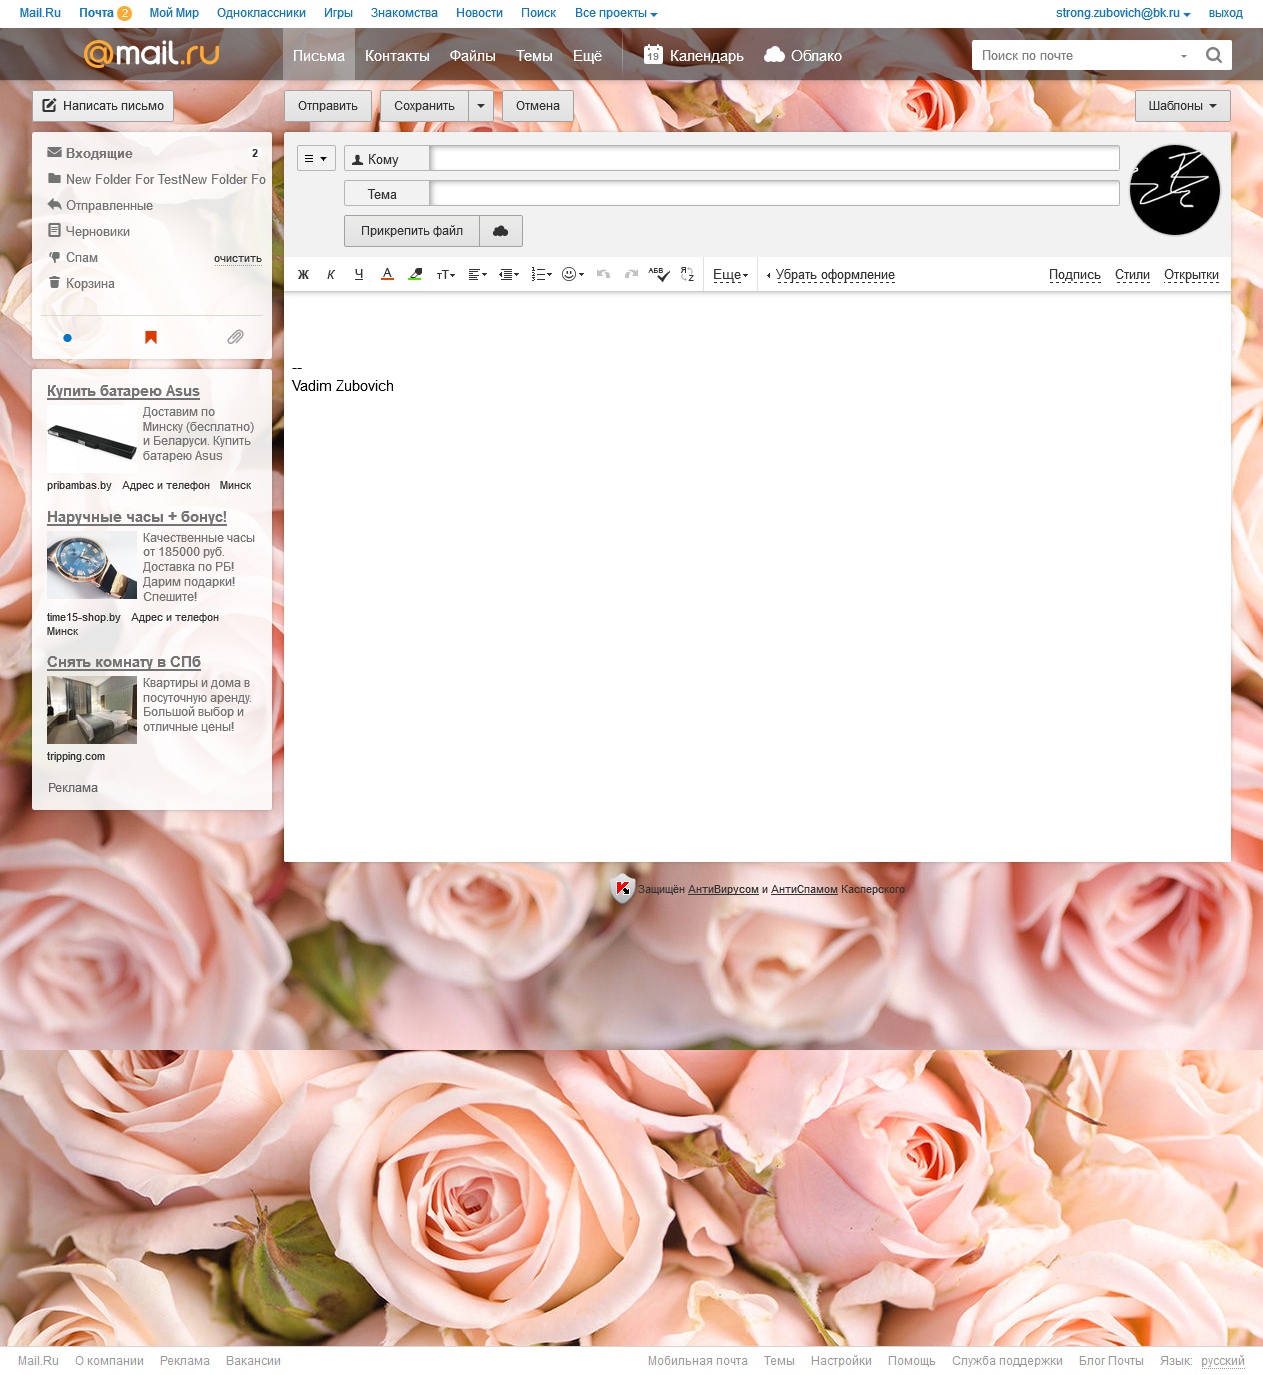 Mail.Ru Почта 2 Мой Мир Одноклассники Игры Знакомства Новости Поиск Все проекты strong.zubovich@bk.ru выход
@mail.ru Письма Контакты Файлы Темы Ещё 19 Календарь Облако Поиск по почте
Написать письмо Отправить Сохранить Отмена Шаблоны
Входящие 2
New Folder For TestNew Folder Fo
Отправленные
Черновики
Спам очистить
Корзина
Кому
Тема
Прикрепить файл
Ж К Ч А тТ АБВ Еще Убрать оформление Подпись Стили Открытки
--
Vadim Zubovich
Купить батарею Asus
Доставим по
Минску (бесплатно)
и Беларуси. Купить
батарею Asus
pribambas.by Адрес и телефон Минск
Наручные часы + бонус!
Качественные часы
от 185000 руб.
Доставка по РБ!
Дарим подарки!
Спешите!
time15-shop.by Адрес и телефон
Минск
Снять комнату в СПб
Квартиры и дома в
посуточную аренду.
Большой выбор и
отличные цены!
tripping.com
Реклама
Защищён АнтиВирусом и АнтиСпамом Касперского
Mail.Ru О компании Реклама Вакансии Мобильная почта Темы Настройки Помощь Служба поддержки Блог Почты Язык: русский